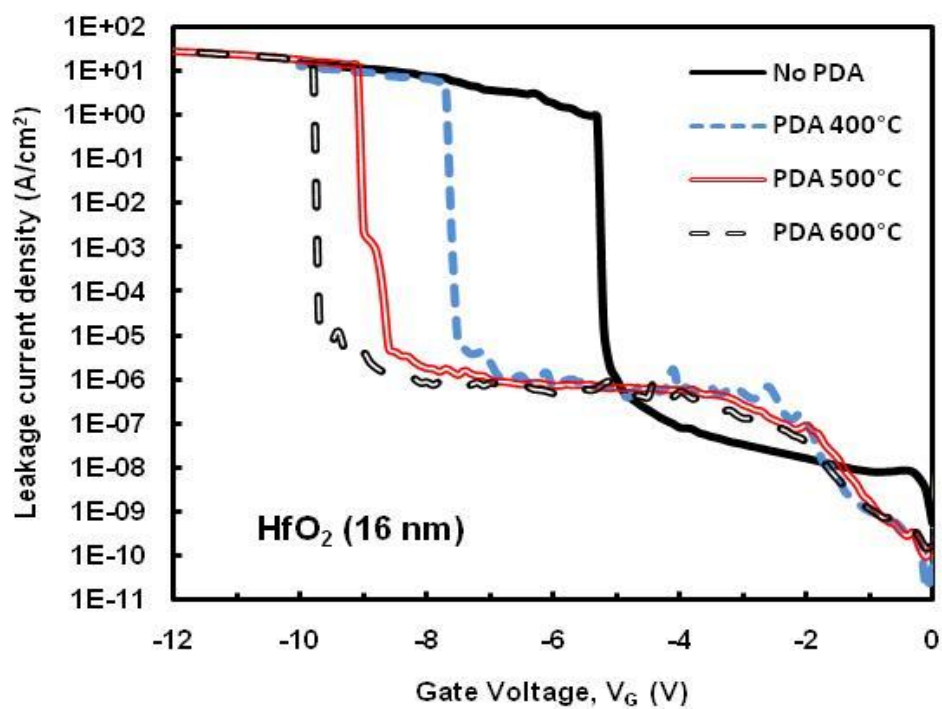 1E+02
1E+01
1E+00
1E-01
1E-02
1E-03
1E-04
1E-05
1E-06
1E-07
1E-08
1E-09
1E-10
1E-11
Leakage current density (A/cm²)
No PDA
PDA 400°C
PDA 500°C
PDA 600°C
HfO₂ (16 nm)
-12 -10 -8 -6 -4 -2 0
Gate Voltage, V_G (V)